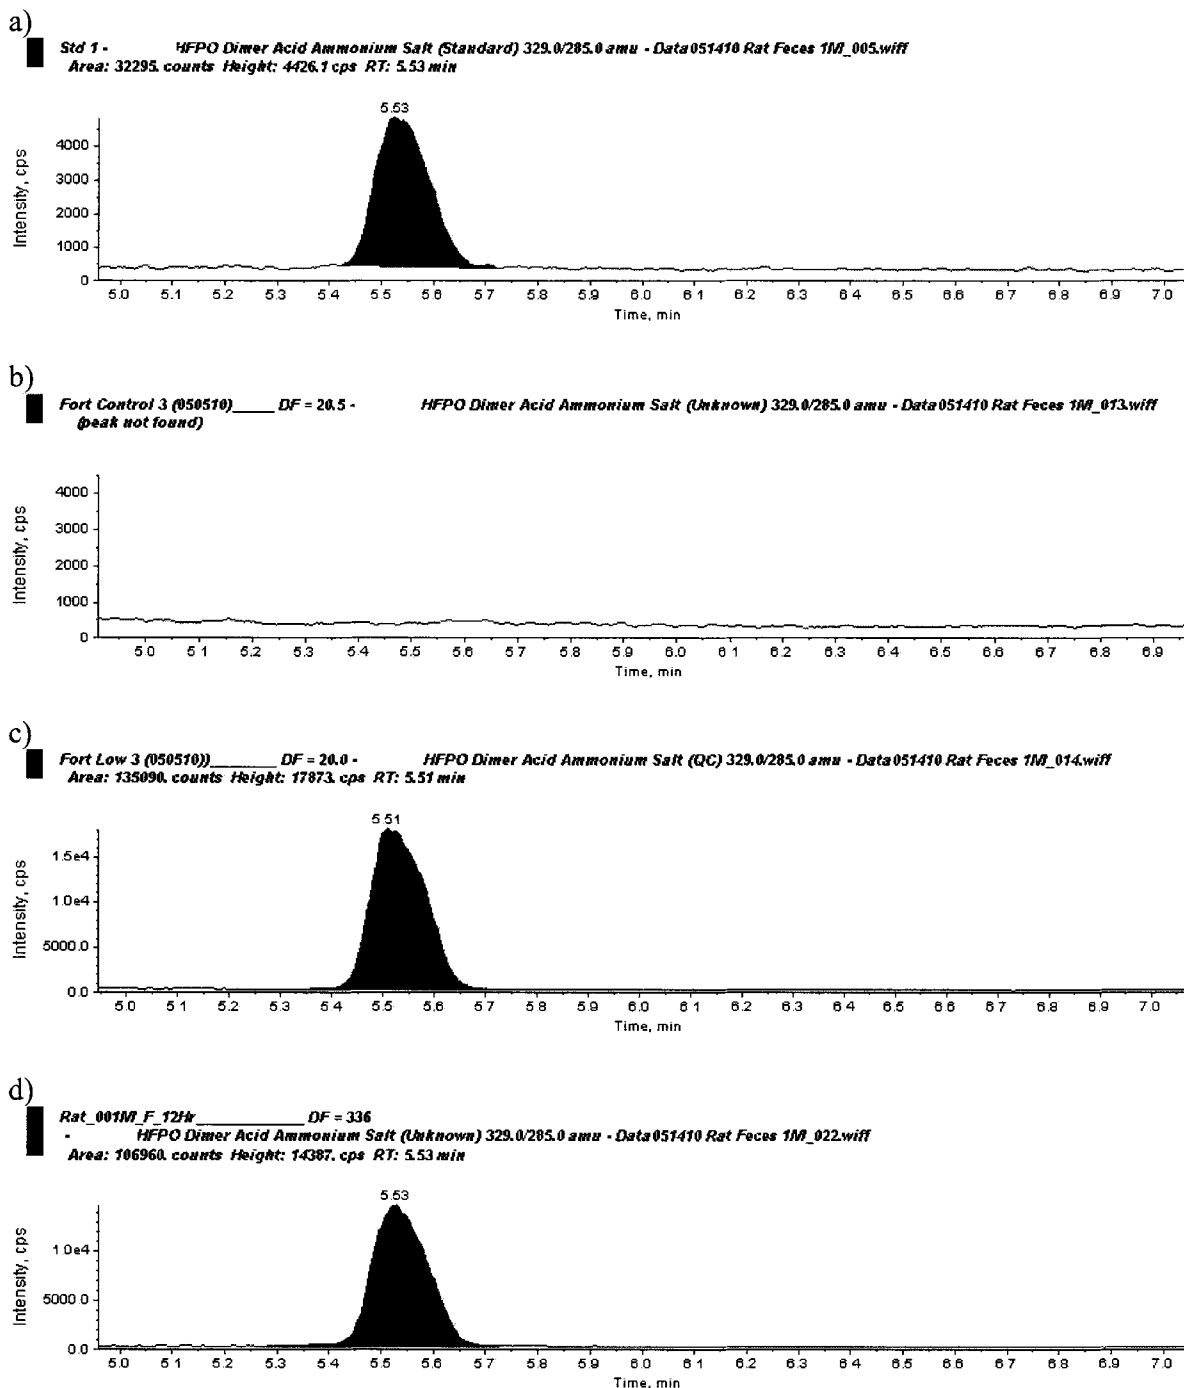 a)
Std 1 - HFPO Dimer Acid Ammonium Salt (Standard) 329.0/285.0 amu - Data051410 Rat Feces 1M_005.wiff
Area: 32295. counts Height: 4426.1 cps RT: 5.53 min
5.53
4000
3000
2000
1000
0
Intensity, cps
5.0 5.1 5.2 5.3 5.4 5.5 5.6 5.7 5.8 5.9 6.0 6.1 6.2 6.3 6.4 6.5 6.6 6.7 6.8 6.9 7.0
Time, min
b)
Fort Control 3 (050510)_____ DF = 20.5 - HFPO Dimer Acid Ammonium Salt (Unknown) 329.0/285.0 amu - Data051410 Rat Feces 1M_013.wiff
(peak not found)
4000
3000
2000
1000
0
Intensity, cps
5.0 5.1 5.2 5.3 5.4 5.5 5.6 5.7 5.8 5.9 6.0 6.1 6.2 6.3 6.4 6.5 6.6 6.7 6.8 6.9
Time, min
c)
Fort Low 3 (050510))________ DF = 20.0 - HFPO Dimer Acid Ammonium Salt (QC) 329.0/285.0 amu - Data051410 Rat Feces 1M_014.wiff
Area: 135090. counts Height: 17873. cps RT: 5.51 min
5.51
1.5e4
1.0e4
5000.0
0.0
Intensity, cps
5.0 5.1 5.2 5.3 5.4 5.5 5.6 5.7 5.8 5.9 6.0 6.1 6.2 6.3 6.4 6.5 6.6 6.7 6.8 6.9 7.0
Time, min
d)
Rat_001M_F_12Hr_____________ DF = 336
- HFPO Dimer Acid Ammonium Salt (Unknown) 329.0/285.0 amu - Data051410 Rat Feces 1M_022.wiff
Area: 106960. counts Height: 14387. cps RT: 5.53 min
5.53
1.0e4
5000.0
0.0
Intensity, cps
5.0 5.1 5.2 5.3 5.4 5.5 5.6 5.7 5.8 5.9 6.0 6.1 6.2 6.3 6.4 6.5 6.6 6.7 6.8 6.9 7.0
Time, min